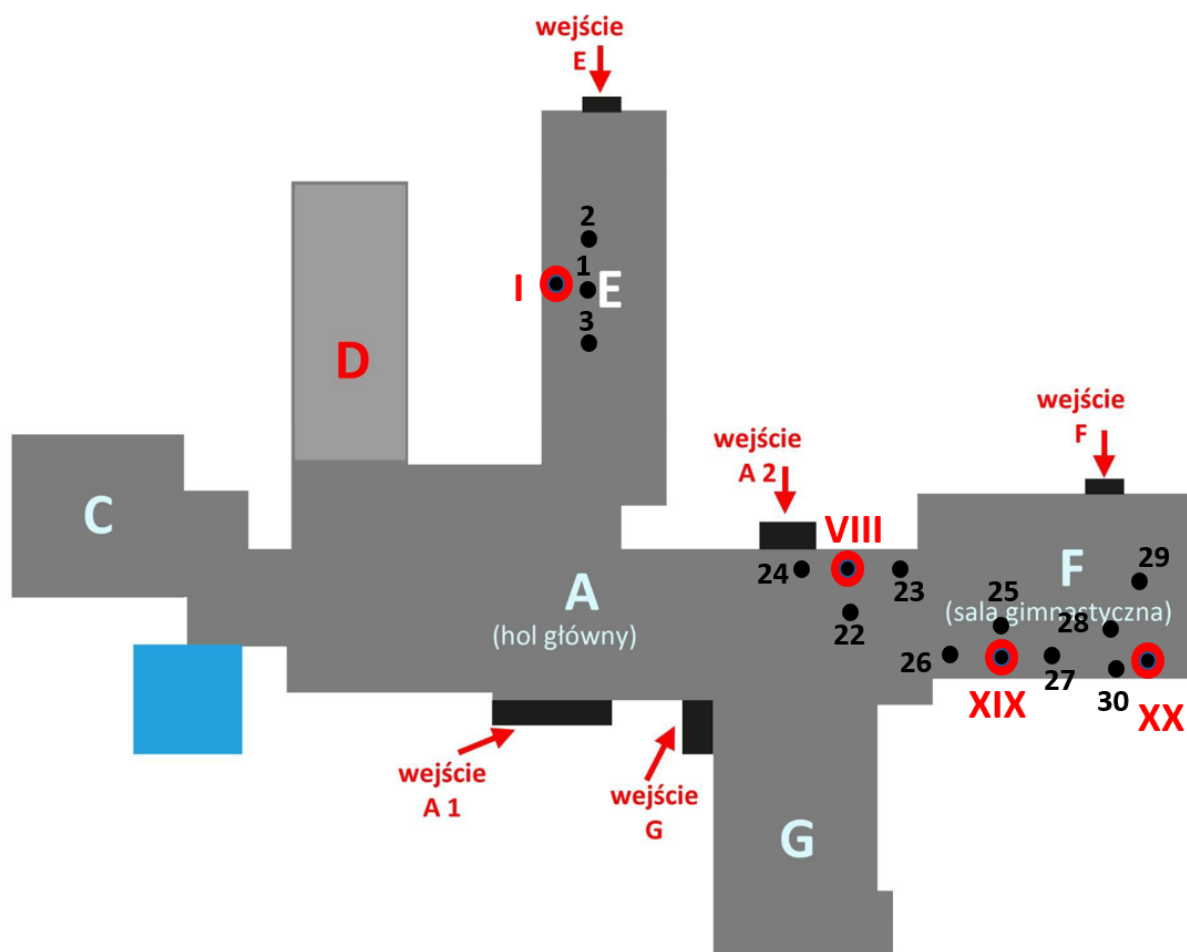 wejście
E
2
1
I
E
3
D
wejście
F
wejście
A 2
C
VIII
29
24
23
F
A
25
(sala gimnastyczna)
(hol główny)
22
28
26
27
XIX
30
XX
wejście
A 1
wejście
G
G